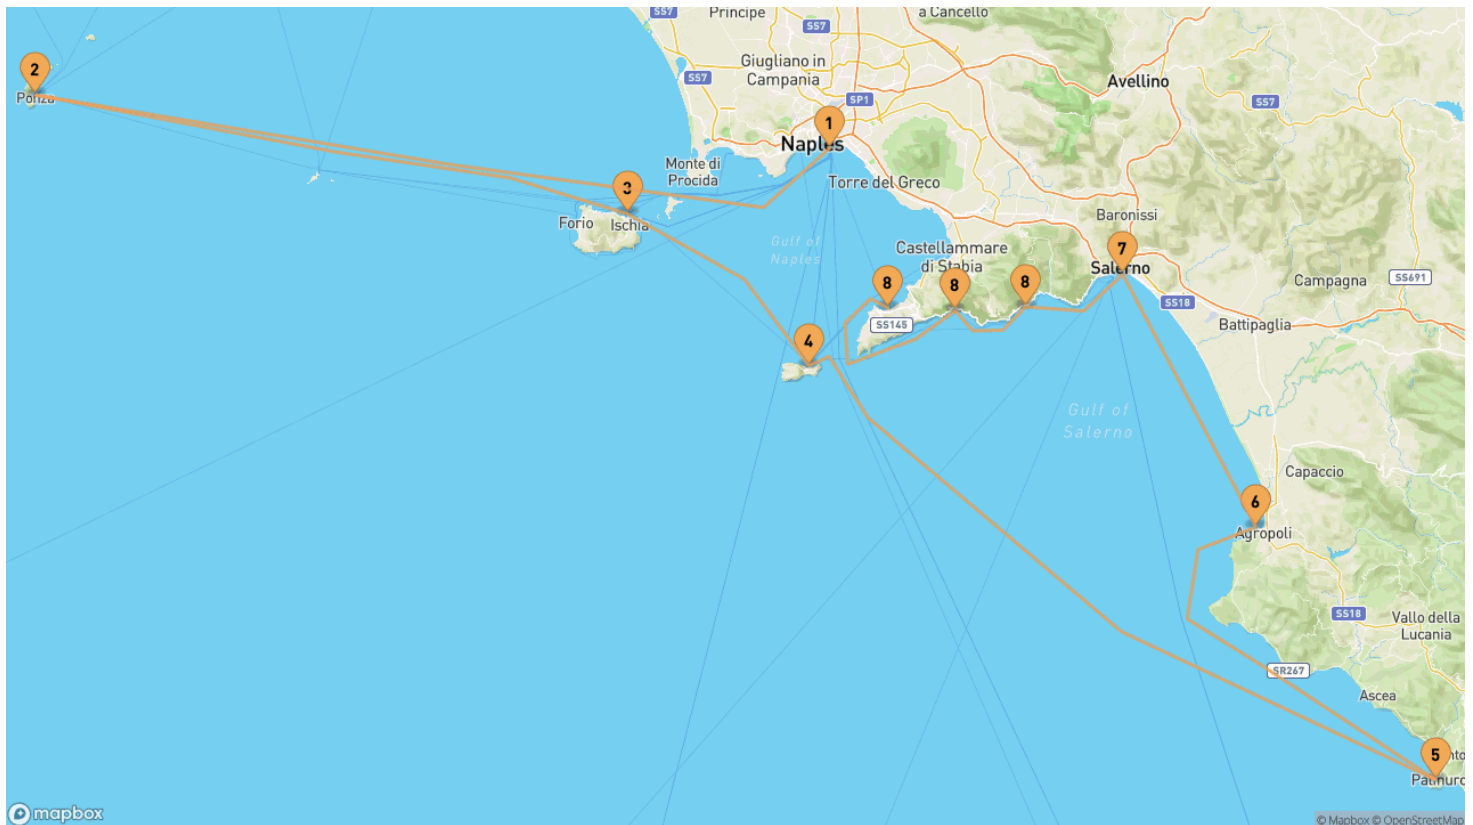 SS7
Principe
a Cancello
SS7
Giugliano in
Campania
SS7
Avellino
SP1
SS7
2
Ponza
1
Naples
Monte di
Procida
Torre del Greco
3
Forio
Ischia
Baronissi
Gulf of
Naples
Castellammare
di Stabia
7
Salerno
Campagna
SS691
8
8
8
SS18
SS145
Battipaglia
4
Gulf of
Salerno
Capaccio
6
Agropoli
SS18
Vallo della
Lucania
SR267
Ascea
5
nto
Palinuro
mapbox
© Mapbox © OpenStreetMap